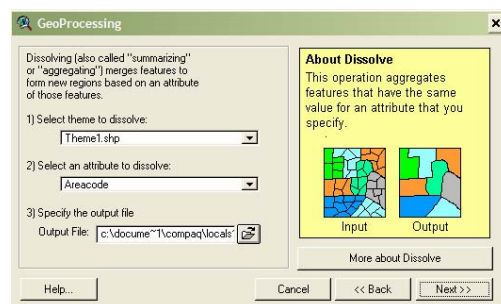 GeoProcessing
Dissolving (also called "summarizing"
or "aggregating") merges features to
form new regions based on an attribute
of those features.
1) Select theme to dissolve:
Theme1.shp
2) Select an attribute to dissolve:
Areacode
3) Specify the output file
Output File: c:\docume~1\compaq\locals~
About Dissolve
This operation aggregates
features that have the same
value for an attribute that you
specify.
Input Output
More about Dissolve
Help... Cancel << Back Next >>